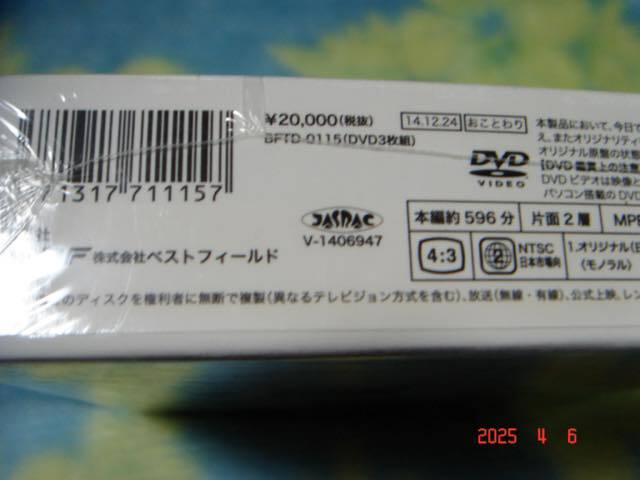 ¥20,000(税抜)
14.12.24 おことわり
BFTD-0115(DVD3枚組)
71317 711157
DVD
VIDEO
本製品において、今日で
え、またオリジナリティ
オリジナル原盤の状態
【DVD鑑賞上の注意
DVDビデオは映像と
パソコン搭載のDVD
JASRAC
V-1406947
本編約596分 片面2層 MPE
社
株式会社ベストフィールド
4:3 2 NTSC
日本市場向
1.オリジナル(日
(モノラル)
のディスクを権利者に無断で複製(異なるテレビジョン方式を含む)、放送(無線・有線)、公式上映、レン
2025 4 6